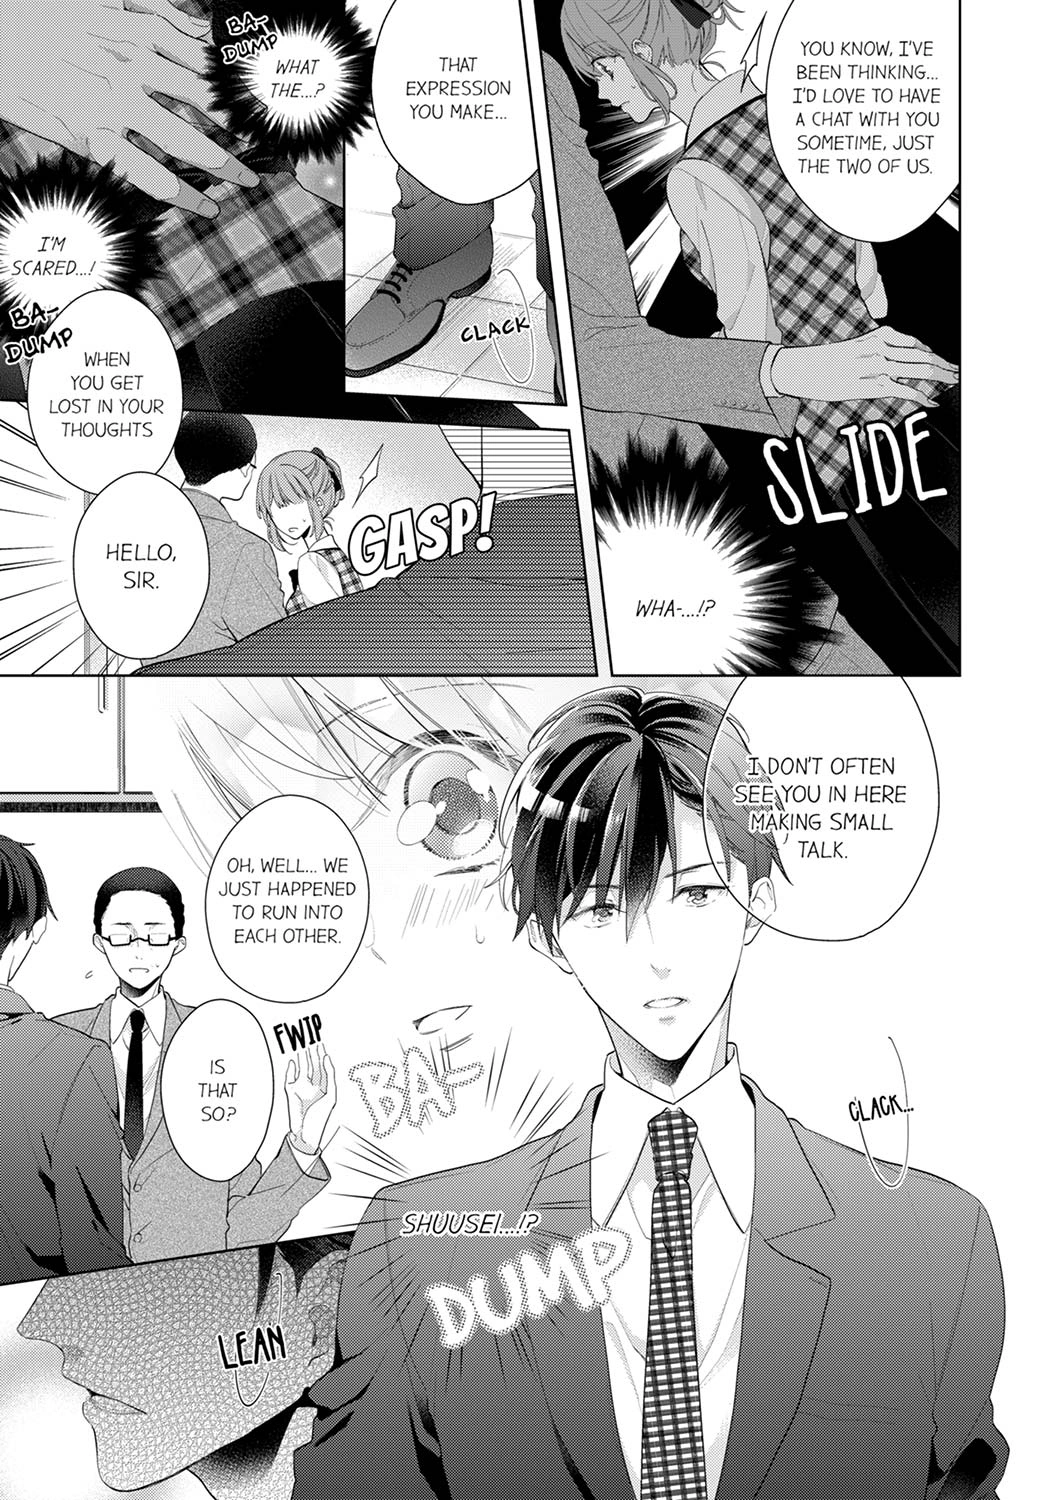 YOU KNOW, I'VE
BEEN THINKING...
I'D LOVE TO HAVE
A CHAT WITH YOU
SOMETIME, JUST
THE TWO OF US.
SLIDE
WHA-...!?
THAT
EXPRESSION
YOU MAKE...
CLACK
BA-
DUMP
WHAT
THE...?
I'M
SCARED...!
BA-
DUMP
WHEN
YOU GET
LOST IN YOUR
THOUGHTS
HELLO,
SIR.
GASP!
I DON'T OFTEN
SEE YOU IN HERE
MAKING SMALL
TALK.
CLACK...
BA-
DUMP
SHUUSEI...!?
OH, WELL... WE
JUST HAPPENED
TO RUN INTO
EACH OTHER.
FWIP
IS
THAT
SO?
LEAN